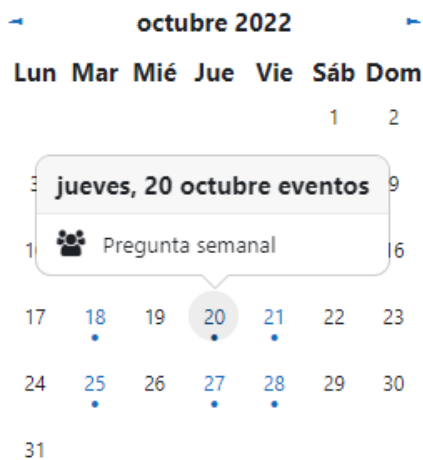 octubre 2022
Lun Mar Mié Jue Vie Sáb Dom
1 2
jueves, 20 octubre eventos
9
Pregunta semanal
16
17 18 19 20 21 22 23
24 25 26 27 28 29 30
31